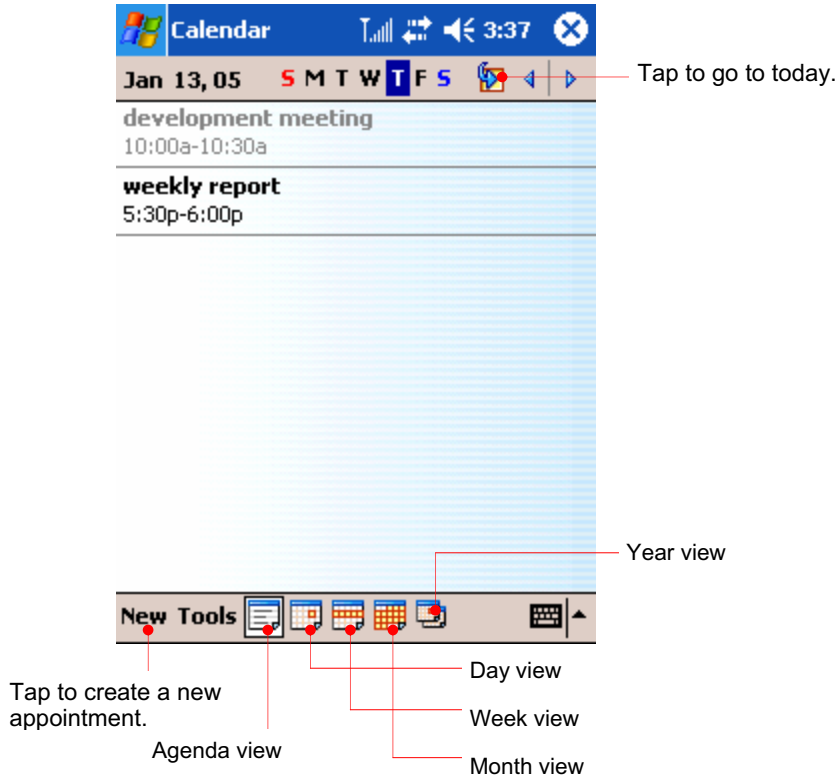 Calendar 3:37
Jan 13, 05 S M T W T F S
Tap to go to today.
development meeting
10:00a-10:30a
weekly report
5:30p-6:00p
Year view
New Tools
Day view
Tap to create a new
appointment.
Week view
Agenda view
Month view